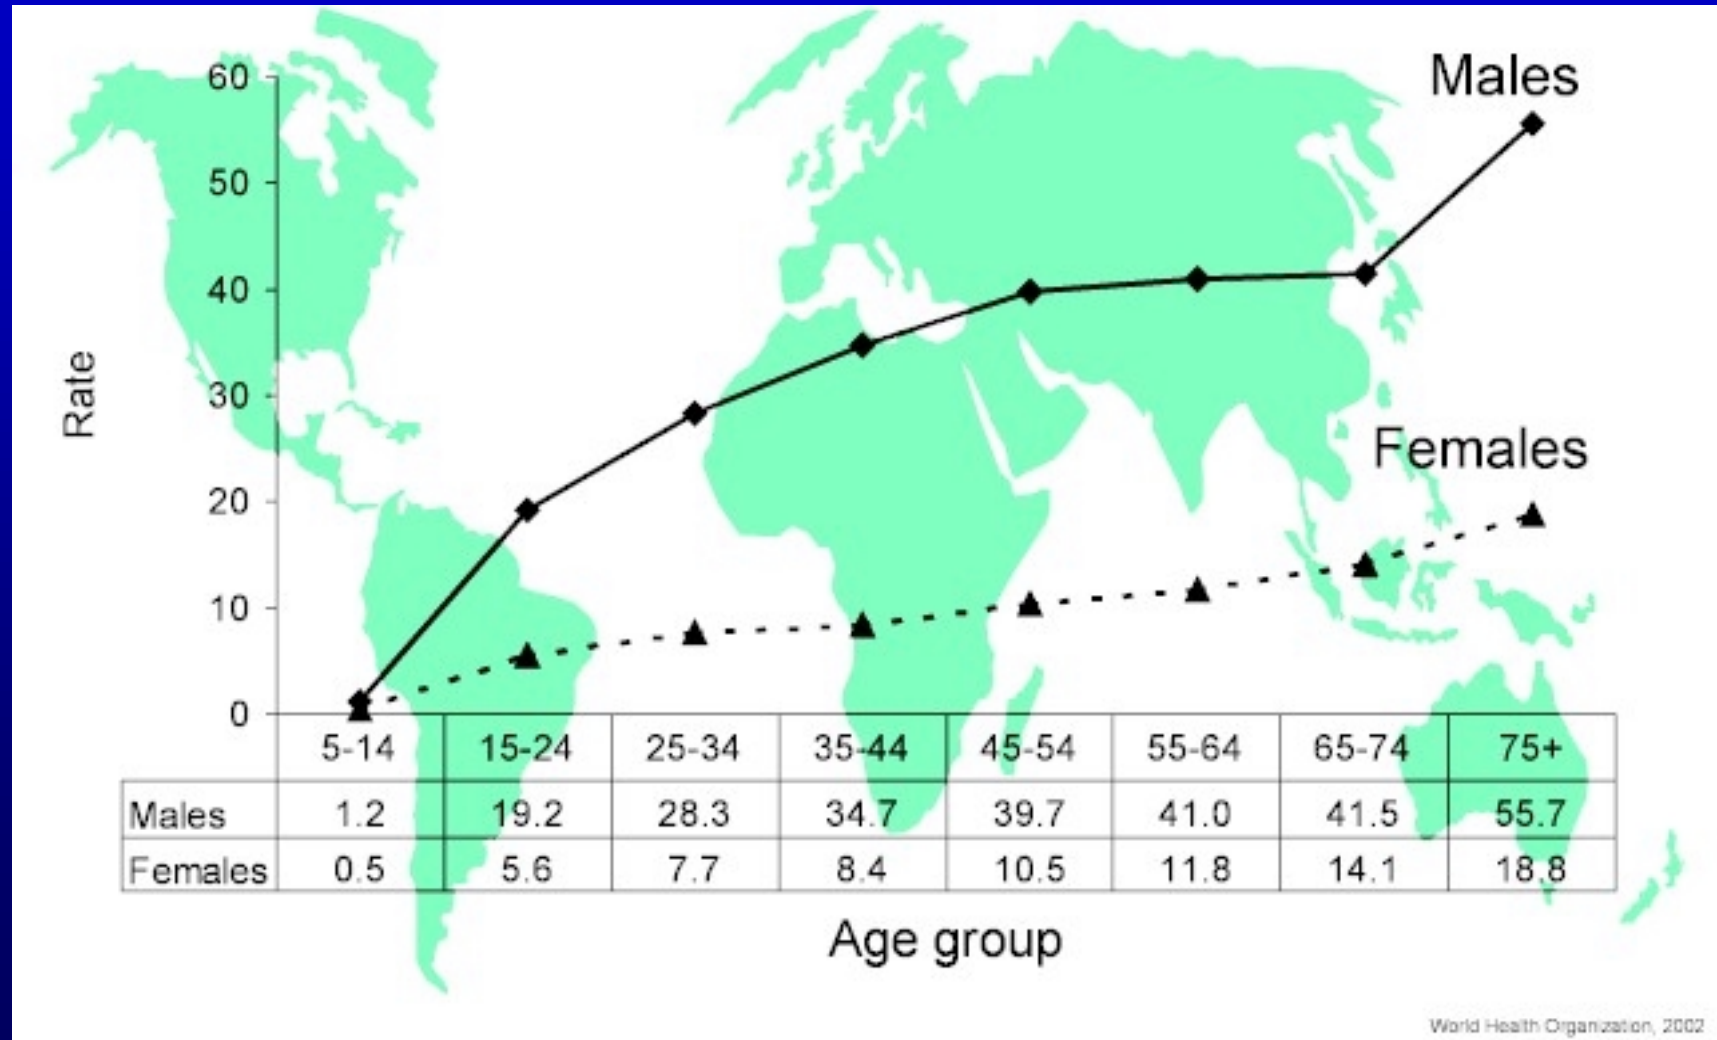 Males
60
50
40
30
20
10
0
Rate
Females
5-14 15-24 25-34 35-44 45-54 55-64 65-74 75+
Males 1.2 19.2 28.3 34.7 39.7 41.0 41.5 55.7
Females 0.5 5.6 7.7 8.4 10.5 11.8 14.1 18.8
Age group
World Health Organization, 2002